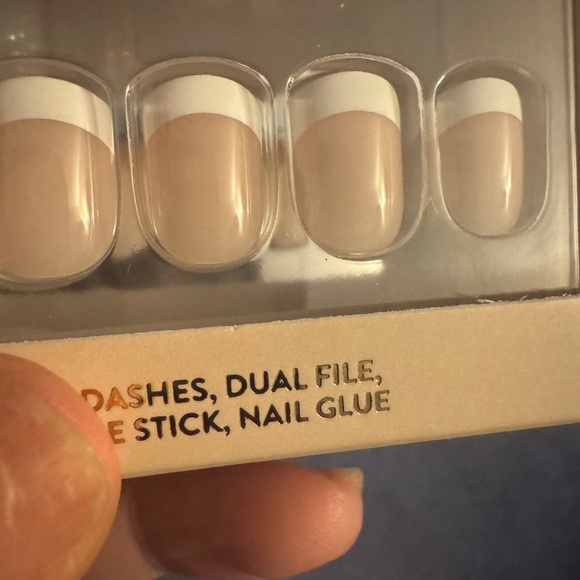 DASHES, DUAL FILE,
E STICK, NAIL GLUE